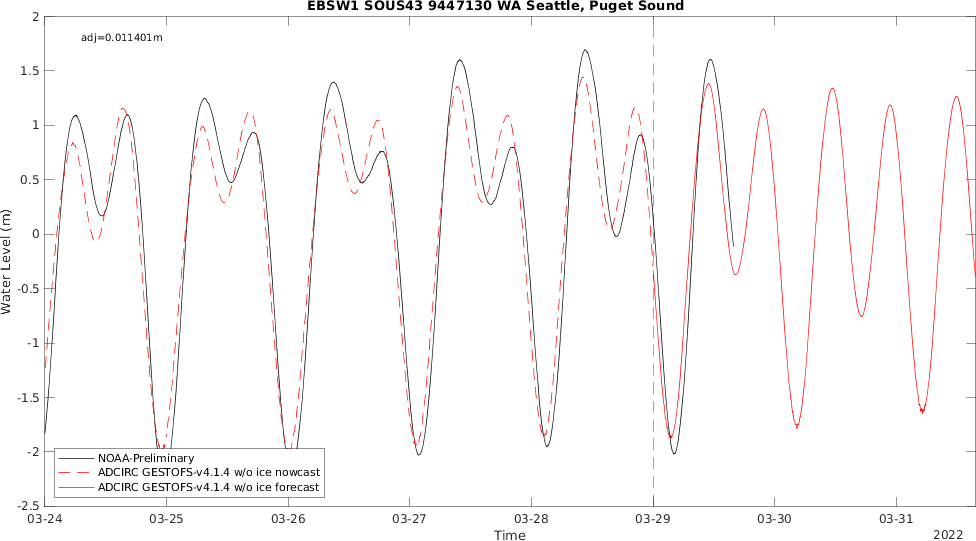 EBSW1 SOUS43 9447130 WA Seattle, Puget Sound
adj=0.011401m
2
1.5
1
0.5
0
-0.5
-1
-1.5
-2
-2.5
Water Level (m)
NOAA-Preliminary
ADCIRC GESTOFS-v4.1.4 w/o ice nowcast
ADCIRC GESTOFS-v4.1.4 w/o ice forecast
03-24 03-25 03-26 03-27 03-28 03-29 03-30 03-31
Time
2022